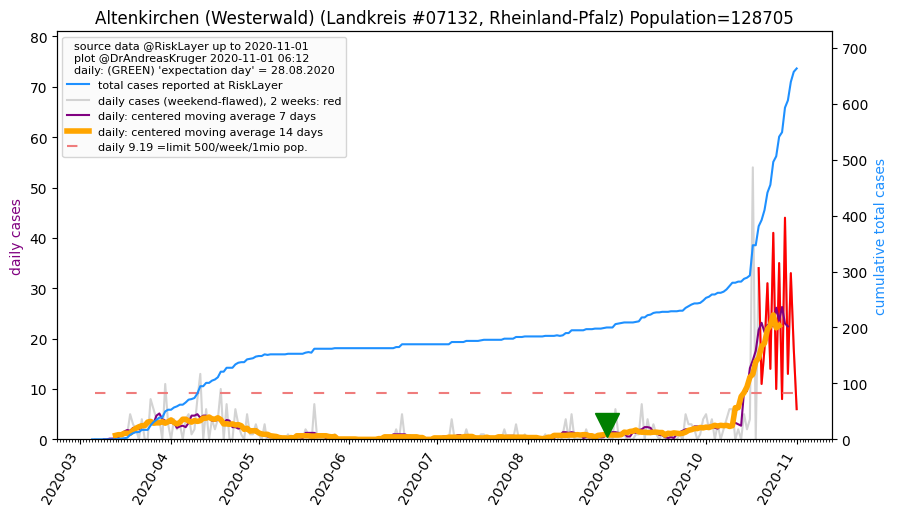 Altenkirchen (Westerwald) (Landkreis #07132, Rheinland-Pfalz) Population=128705
source data @RiskLayer up to 2020-11-01
plot @DrAndreasKruger 2020-11-01 06:12
daily: (GREEN) 'expectation day' = 28.08.2020
total cases reported at RiskLayer
daily cases (weekend-flawed), 2 weeks: red
daily: centered moving average 7 days
daily: centered moving average 14 days
daily 9.19 =limit 500/week/1mio pop.
daily cases
80
70
60
50
40
30
20
10
0
cumulative total cases
700
600
500
400
300
200
100
0
2020-03
2020-04
2020-05
2020-06
2020-07
2020-08
2020-09
2020-10
2020-11